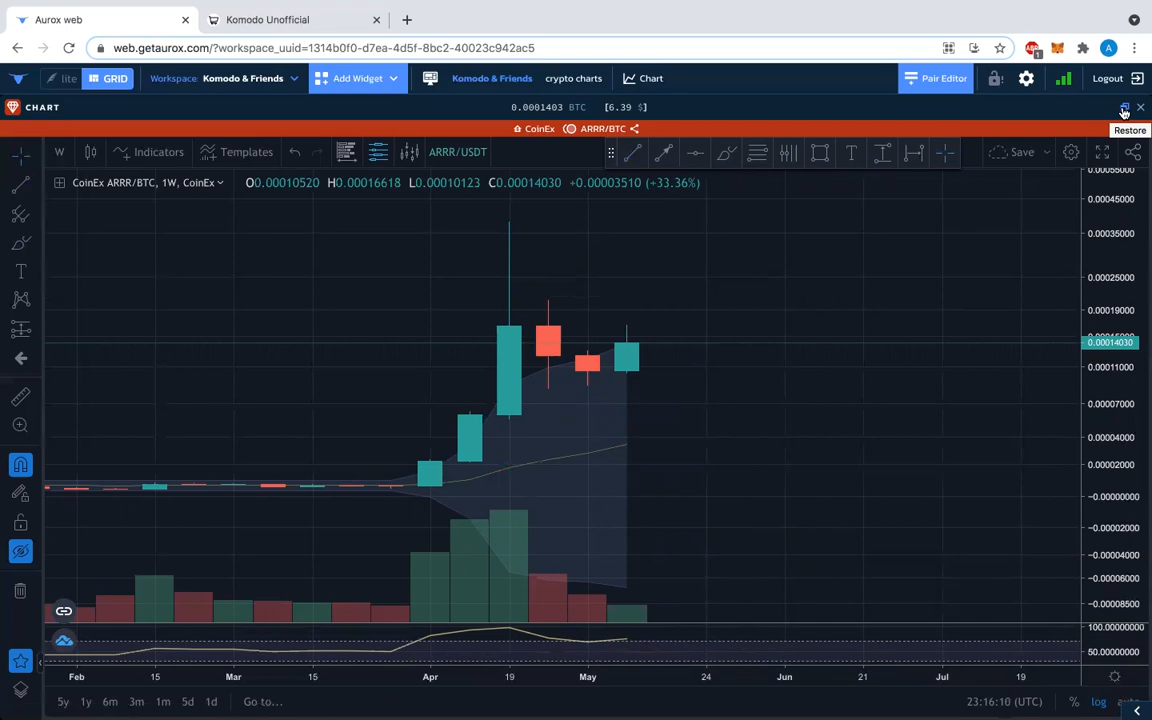 Aurox web
Komodo Unofficial
web.getaurox.com/?workspace_uuid=1314b0f0-d7ea-4d5f-8bc2-40023c942ac5
ABP
1
A
lite GRID Workspace: Komodo & Friends Add Widget Komodo & Friends crypto charts Chart Pair Editor Logout
CHART 0.0001403 BTC [6.39 $]
Restore
CoinEx ARRR/BTC
W Indicators Templates ARRR/USDT T Save
CoinEx ARRR/BTC, 1W, CoinEx O0.00010520 H0.00016618 L0.00010123 C0.00014030 +0.00003510 (+33.36%)
0.00055000
0.00045000
0.00035000
0.00025000
0.00019000
0.00014030
0.00011000
0.00007000
0.00004000
0.00002000
−0.00000000
−0.00002000
−0.00004000
−0.00006000
−0.00008500
100.00000000
50.00000000
Feb 15 Mar 15 Apr 19 May 24 Jun 21 Jul 19
5y 1y 6m 3m 1m 5d 1d Go to... 23:16:10 (UTC) % log